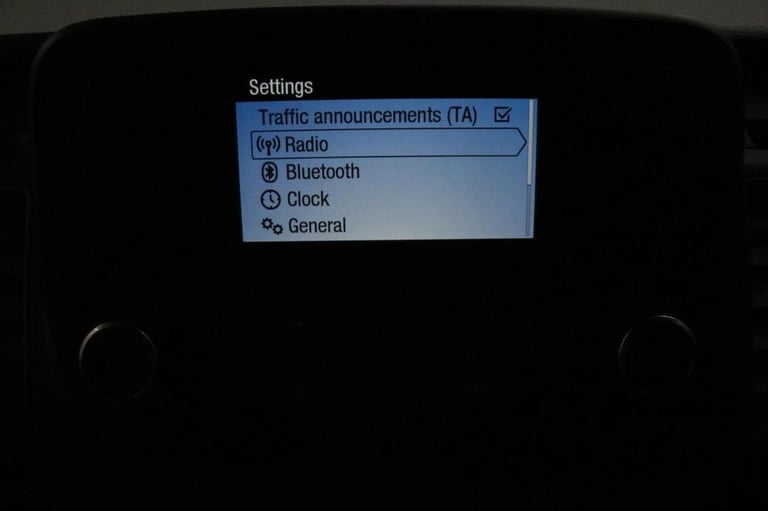 Settings
Traffic announcements (TA)
Radio
Bluetooth
Clock
General